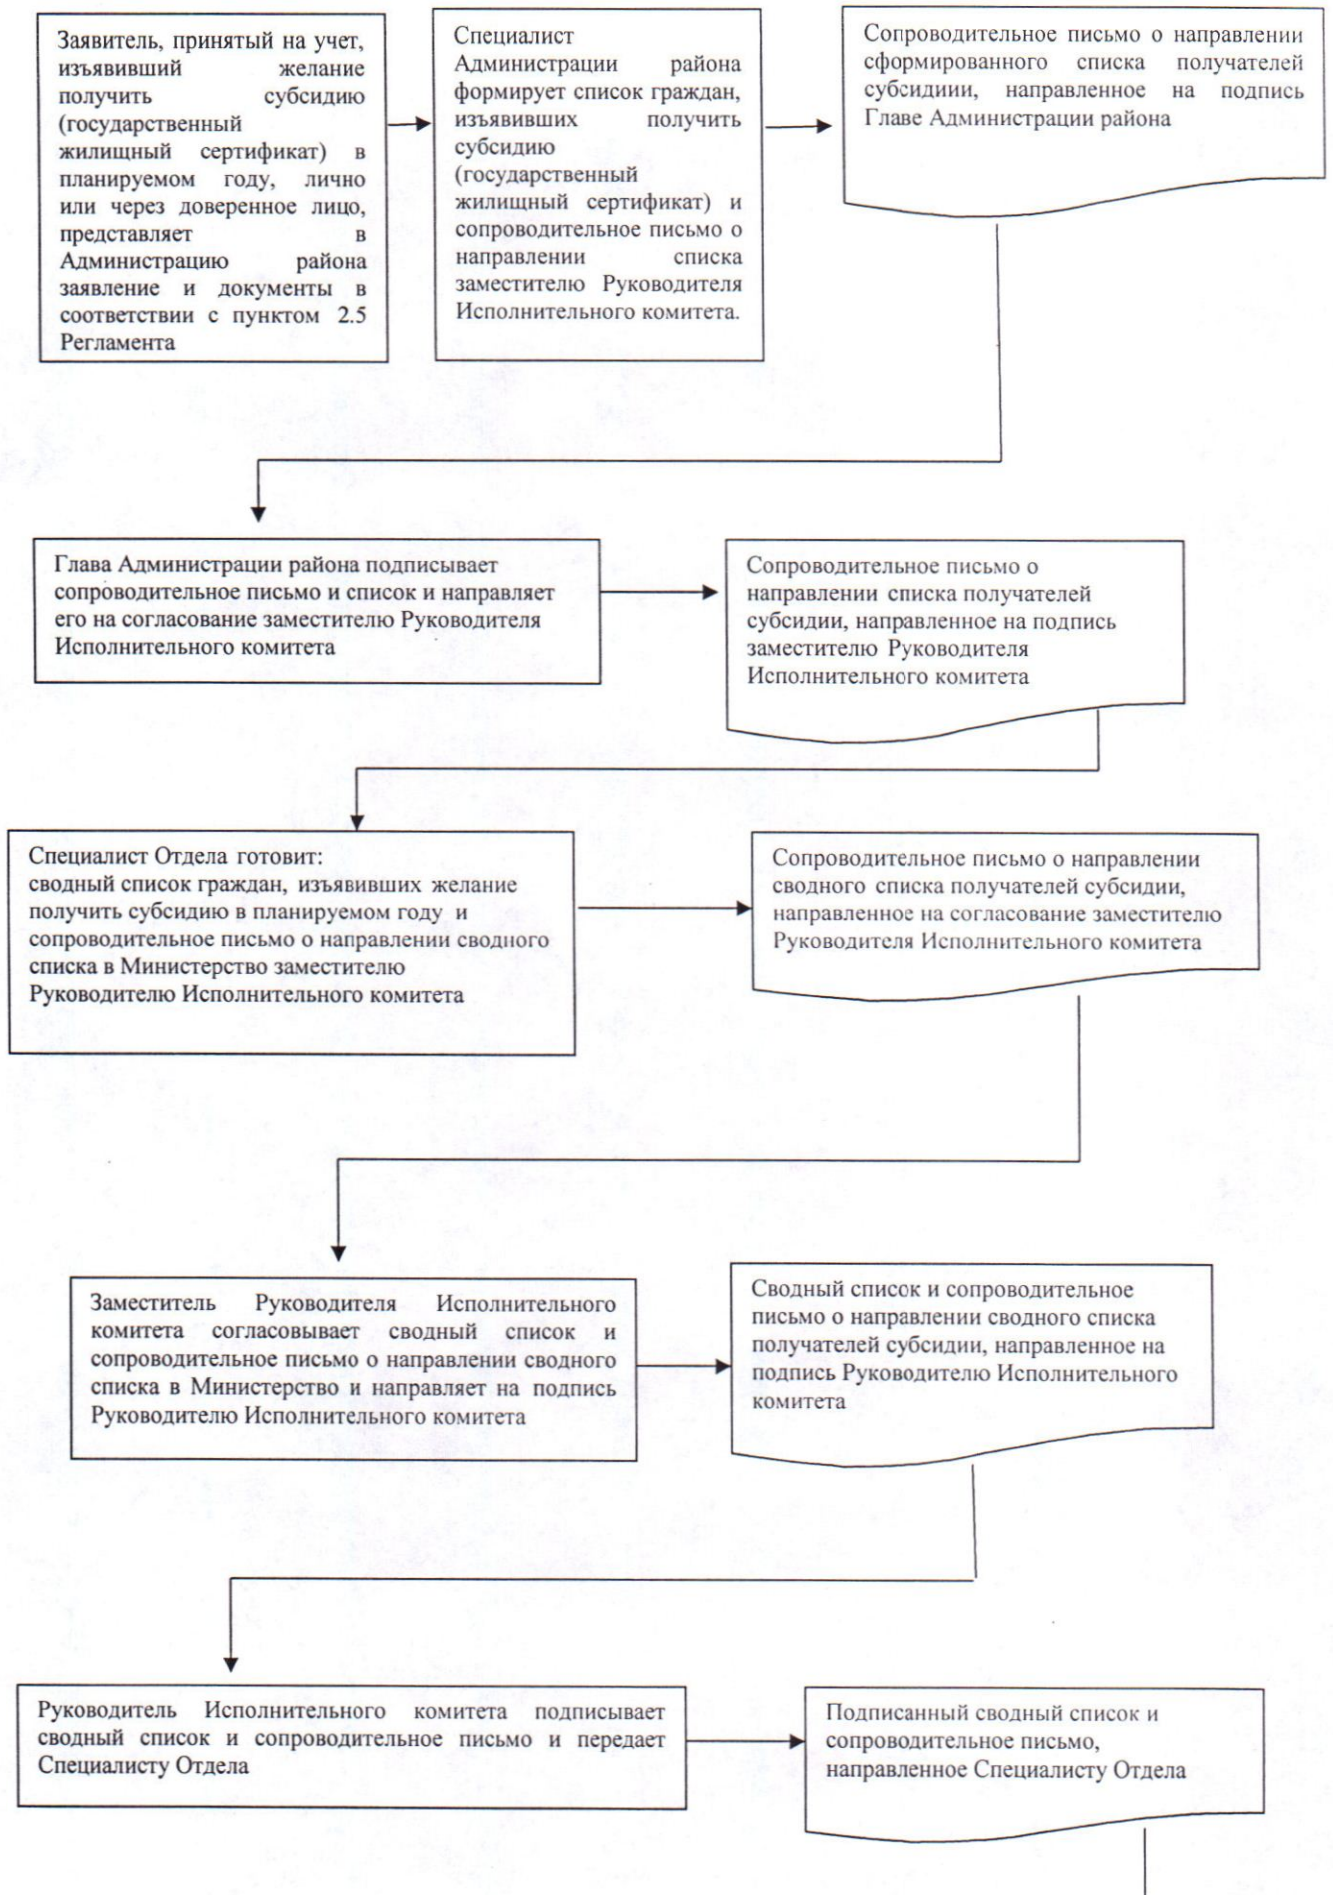 Заявитель, принятый на учет,
изъявивший желание
получить субсидию
(государственный
жилищный сертификат) в
планируемом году, лично
или через доверенное лицо,
представляет в
Администрацию района
заявление и документы в
соответствии с пунктом 2.5
Регламента
Специалист
Администрации района
формирует список граждан,
изъявивших получить
субсидию
(государственный
жилищный сертификат) и
сопроводительное письмо о
направлении списка
заместителю Руководителя
Исполнительного комитета.
Сопроводительное письмо о направлении
сформированного списка получателей
субсидиии, направленное на подпись
Главе Администрации района
Глава Администрации района подписывает
сопроводительное письмо и список и направляет
его на согласование заместителю Руководителя
Исполнительного комитета
Сопроводительное письмо о
направлении списка получателей
субсидии, направленное на подпись
заместителю Руководителя
Исполнительного комитета
Специалист Отдела готовит:
сводный список граждан, изъявивших желание
получить субсидию в планируемом году и
сопроводительное письмо о направлении сводного
списка в Министерство заместителю
Руководителю Исполнительного комитета
Сопроводительное письмо о направлении
сводного списка получателей субсидии,
направленное на согласование заместителю
Руководителя Исполнительного комитета
Заместитель Руководителя Исполнительного
комитета согласовывает сводный список и
сопроводительное письмо о направлении сводного
списка в Министерство и направляет на подпись
Руководителю Исполнительного комитета
Сводный список и сопроводительное
письмо о направлении сводного списка
получателей субсидии, направленное на
подпись Руководителю Исполнительного
комитета
Руководитель Исполнительного комитета подписывает
сводный список и сопроводительное письмо и передает
Специалисту Отдела
Подписанный сводный список и
сопроводительное письмо,
направленное Специалисту Отдела